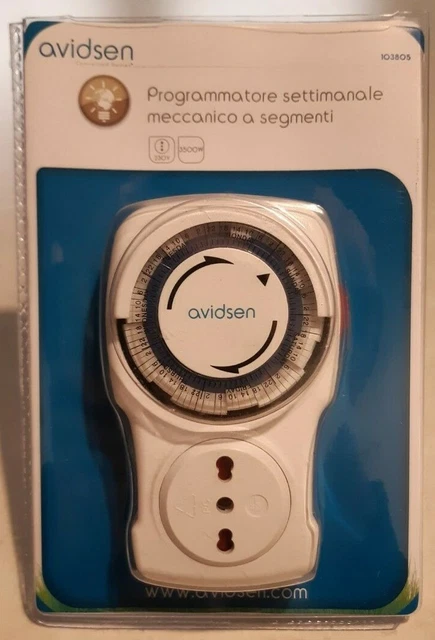 avidsen
103805
Programmatore settimanale
meccanico a segmenti
230V
3500W
avidsen
www.avidsen.com